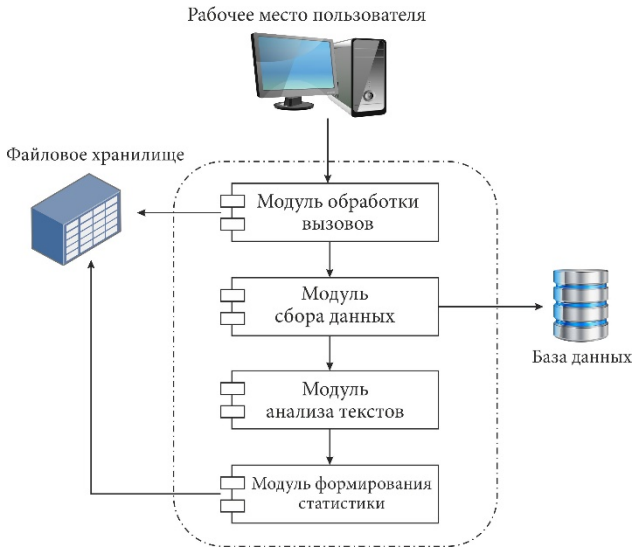 Рабочее место пользователя
Файловое хранилище
Модуль обработки
вызовов
Модуль
сбора данных
База данных
Модуль
анализа текстов
Модуль формирования
статистики